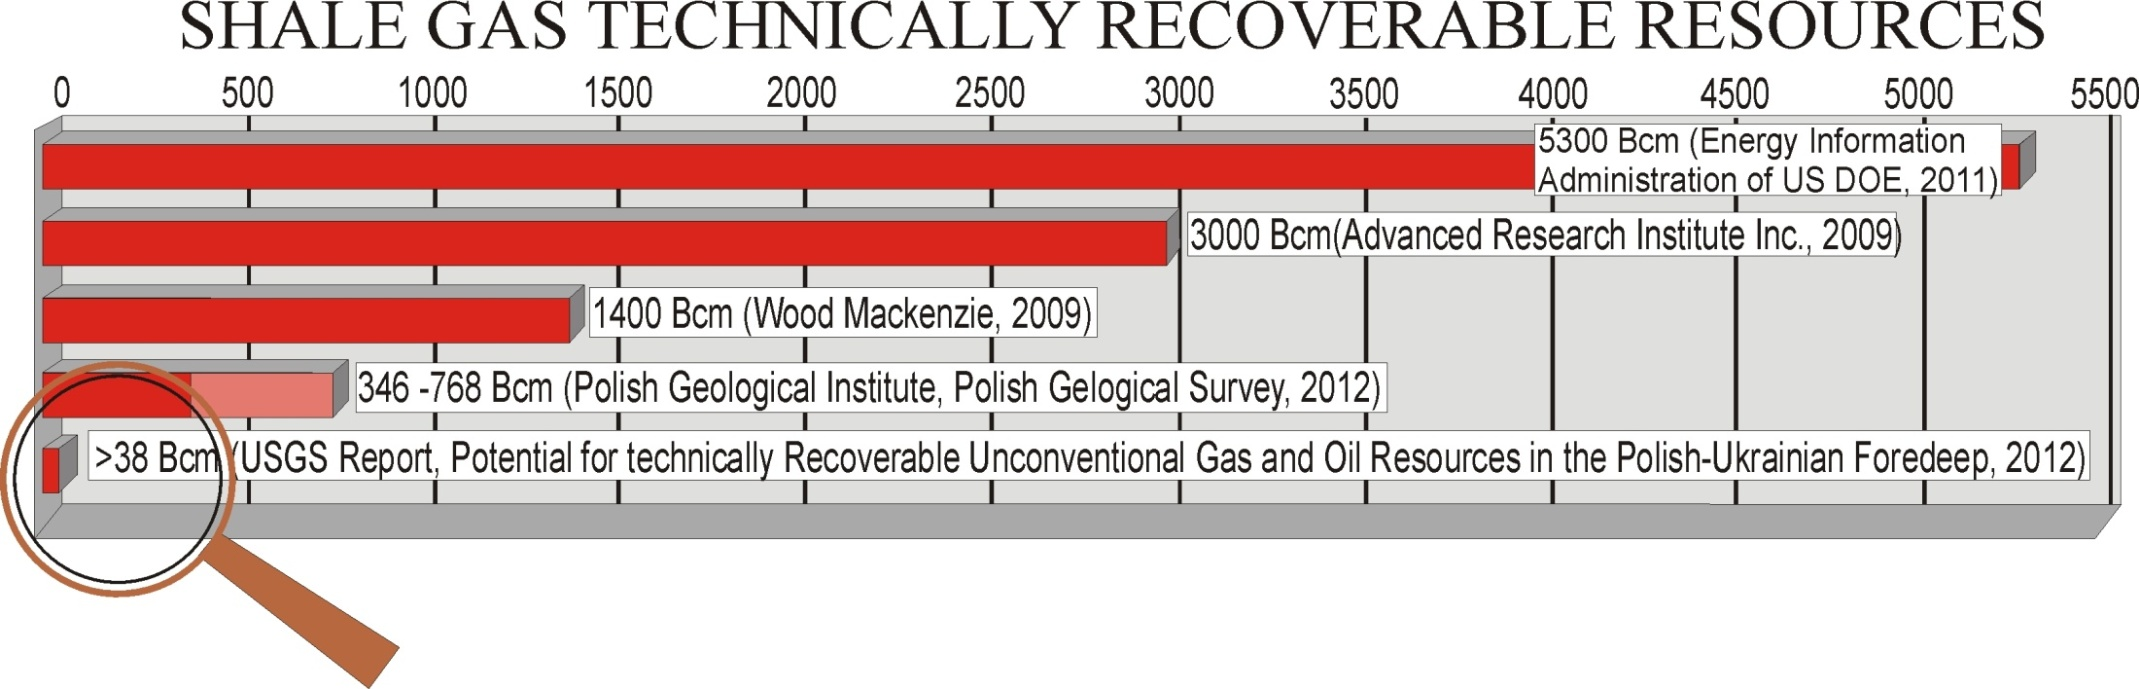 SHALE GAS TECHNICALLY RECOVERABLE RESOURCES
0 500 1000 1500 2000 2500 3000 3500 4000 4500 5000 5500
5300 Bcm (Energy Information
Administration of US DOE, 2011)
3000 Bcm(Advanced Research Institute Inc., 2009)
1400 Bcm (Wood Mackenzie, 2009)
346 -768 Bcm (Polish Geological Institute, Polish Gelogical Survey, 2012)
>38 Bcm (USGS Report, Potential for technically Recoverable Unconventional Gas and Oil Resources in the Polish-Ukrainian Foredeep, 2012)